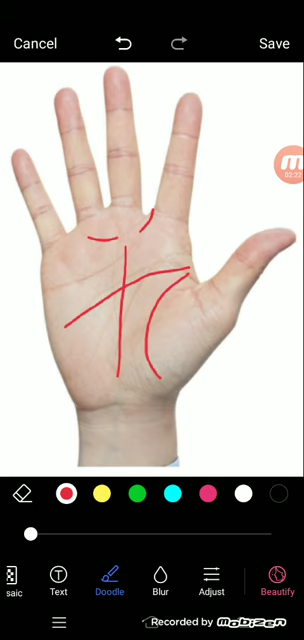 Cancel
Save
02:22
saic
Text
Doodle
Blur
Adjust
Beautify
Recorded by mobizen